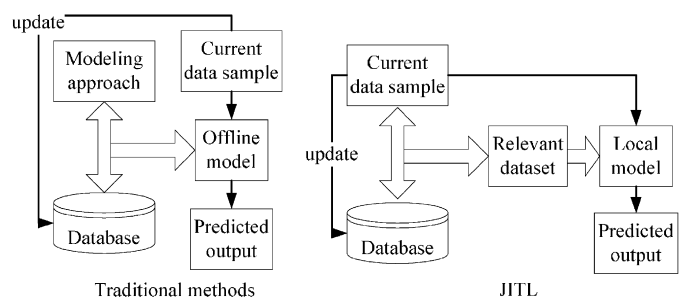 update
Modeling
approach
Current
data sample
Offline
model
Predicted
output
Database
Traditional methods
Current
data sample
update
Relevant
dataset
Local
model
Predicted
output
Database
JITL